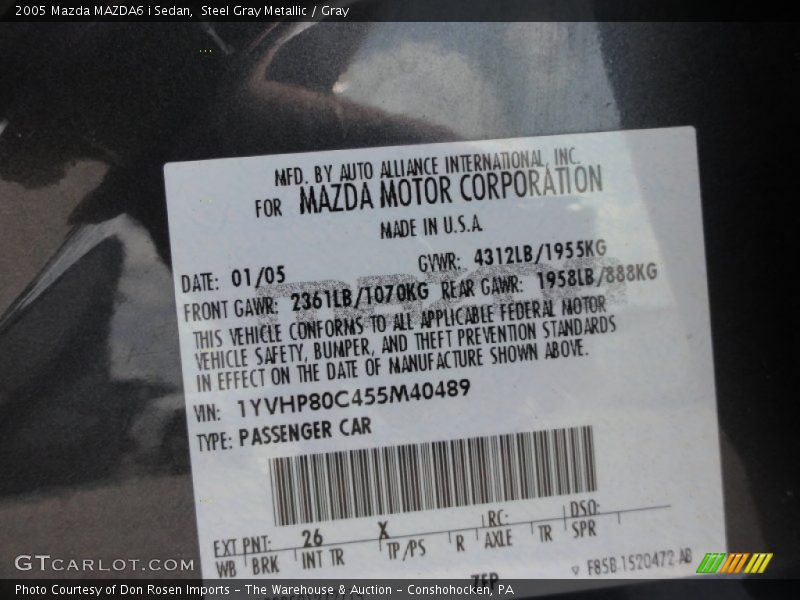 2005 Mazda MAZDA6 i Sedan,  Steel Gray Metallic / Gray
MFD. BY AUTO ALLIANCE INTERNATIONAL, INC.
FOR MAZDA MOTOR CORPORATION
MADE IN U.S.A.
DATE: 01/05 GVWR: 4312LB/1955KG
FRONT GAWR: 2361LB/1070KG REAR GAWR: 1958LB/888KG
THIS VEHICLE CONFORMS TO ALL APPLICABLE FEDERAL MOTOR
VEHICLE SAFETY, BUMPER, AND THEFT PREVENTION STANDARDS
IN EFFECT ON THE DATE OF MANUFACTURE SHOWN ABOVE.
VIN: 1YVHP80C455M40489
TYPE: PASSENGER CAR
EXT PNT: 26 X RC: DSO:
WB BRK INT TR TP/PS R AXLE TR SPR
F85B-1520472-AB
GTCARLOT.COM
Photo Courtesy of Don Rosen Imports - The Warehouse & Auction - Conshohocken, PA